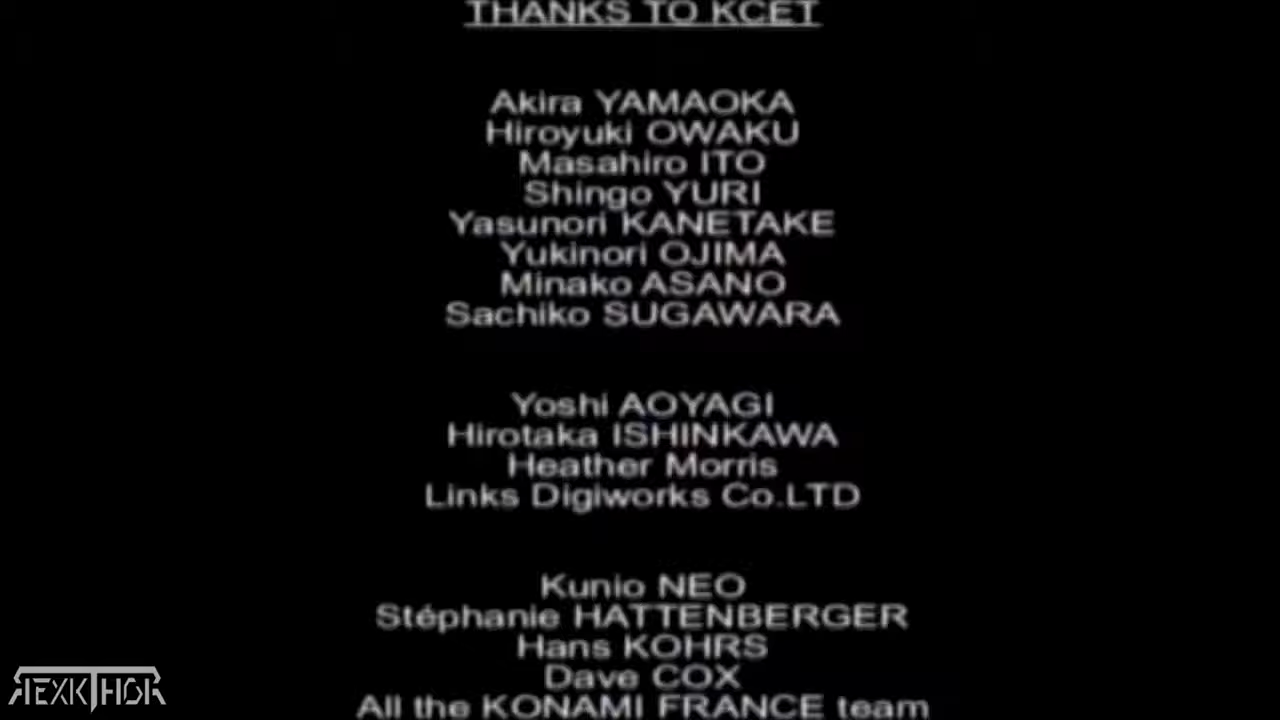 THANKS TO KCET
Akira YAMAOKA
Hiroyuki OWAKU
Masahiro ITO
Shingo YURI
Yasunori KANETAKE
Yukinori OJIMA
Minako ASANO
Sachiko SUGAWARA
Yoshi AOYAGI
Hirotaka ISHINKAWA
Heather Morris
Links Digiworks Co.LTD
Kunio NEO
Stéphanie HATTENBERGER
Hans KOHRS
Dave COX
All the KONAMI FRANCE team